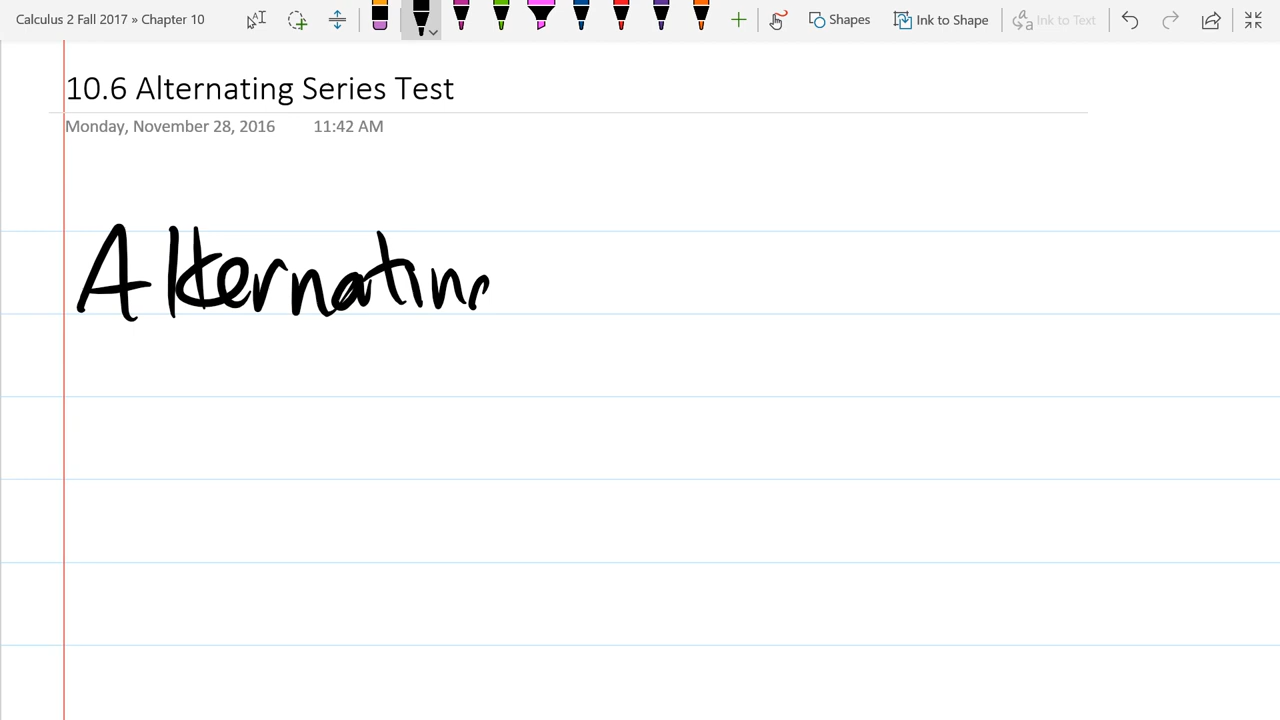 Calculus 2 Fall 2017 » Chapter 10 Shapes Ink to Shape Ink to Text
10.6 Alternating Series Test
Monday, November 28, 2016 11:42 AM
Alternatin